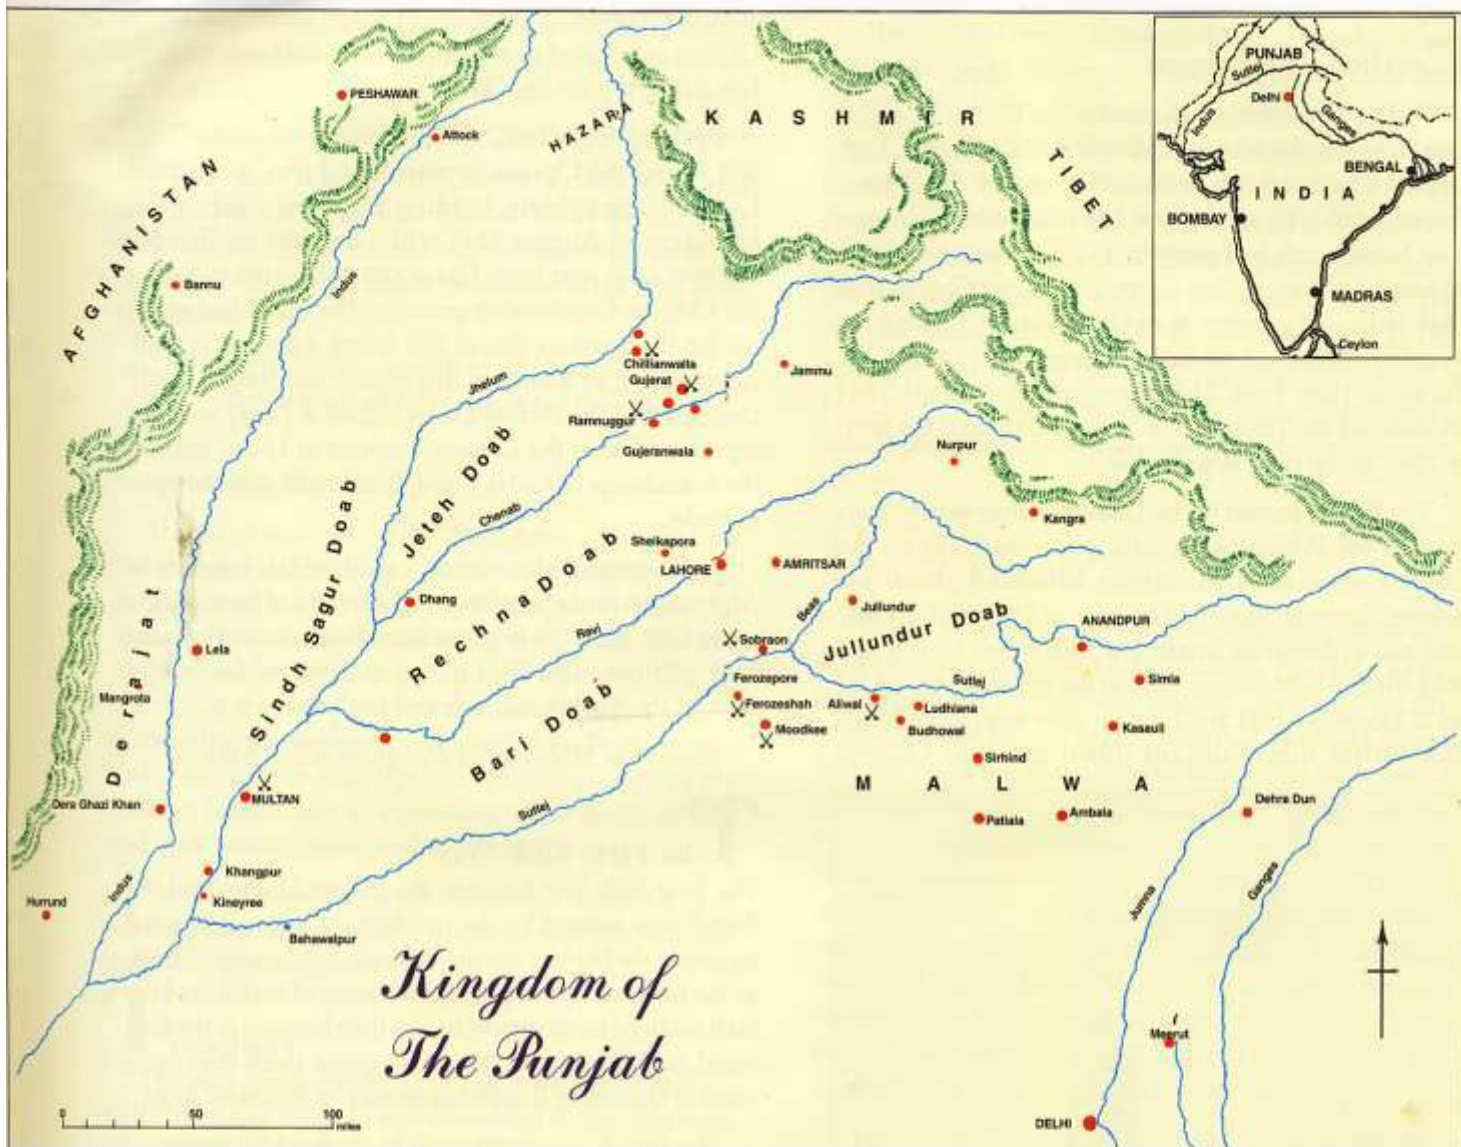 PESHAWAR
Attock
HAZARA
KASHMIR
TIBET
AFGHANISTAN
Bannu
Indus
Jhelum
Chillianwalla
Gujerat
Ramnuggur
Gujeranwala
Jammu
Nurpur
Kangra
Sindh Sagur Doab
Jeteh Doab
Chenab
Rechna Doab
Sheikapora
LAHORE
AMRITSAR
Dhang
Ravi
Beas
Jullundur
Jullundur Doab
ANANDPUR
Sobraon
Sutlej
Simla
Derajat
Lela
Mangrota
Bari Doab
Ferozepore
Ferozeshah
Moodkee
Aliwal
Ludhiana
Budhowal
Kasauli
Sirhind
MALWA
Patiala
Ambala
Dehra Dun
Dera Ghazi Khan
MULTAN
Sutlej
Khangpur
Kineyree
Hurrund
Indus
Bahawalpur
Jumna
Ganges
Meerut
DELHI
Kingdom of
The Punjab
0 50 100
miles
PUNJAB
Sutlej
Delhi
Indus
Ganges
BENGAL
INDIA
BOMBAY
MADRAS
Ceylon